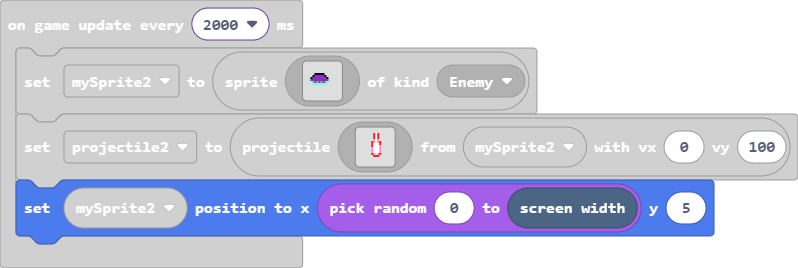 on game update every 2000 ms
set mySprite2 to sprite of kind Enemy
set projectile2 to projectile from mySprite2 with vx 0 vy 100
set mySprite2 position to x pick random 0 to screen width y 5